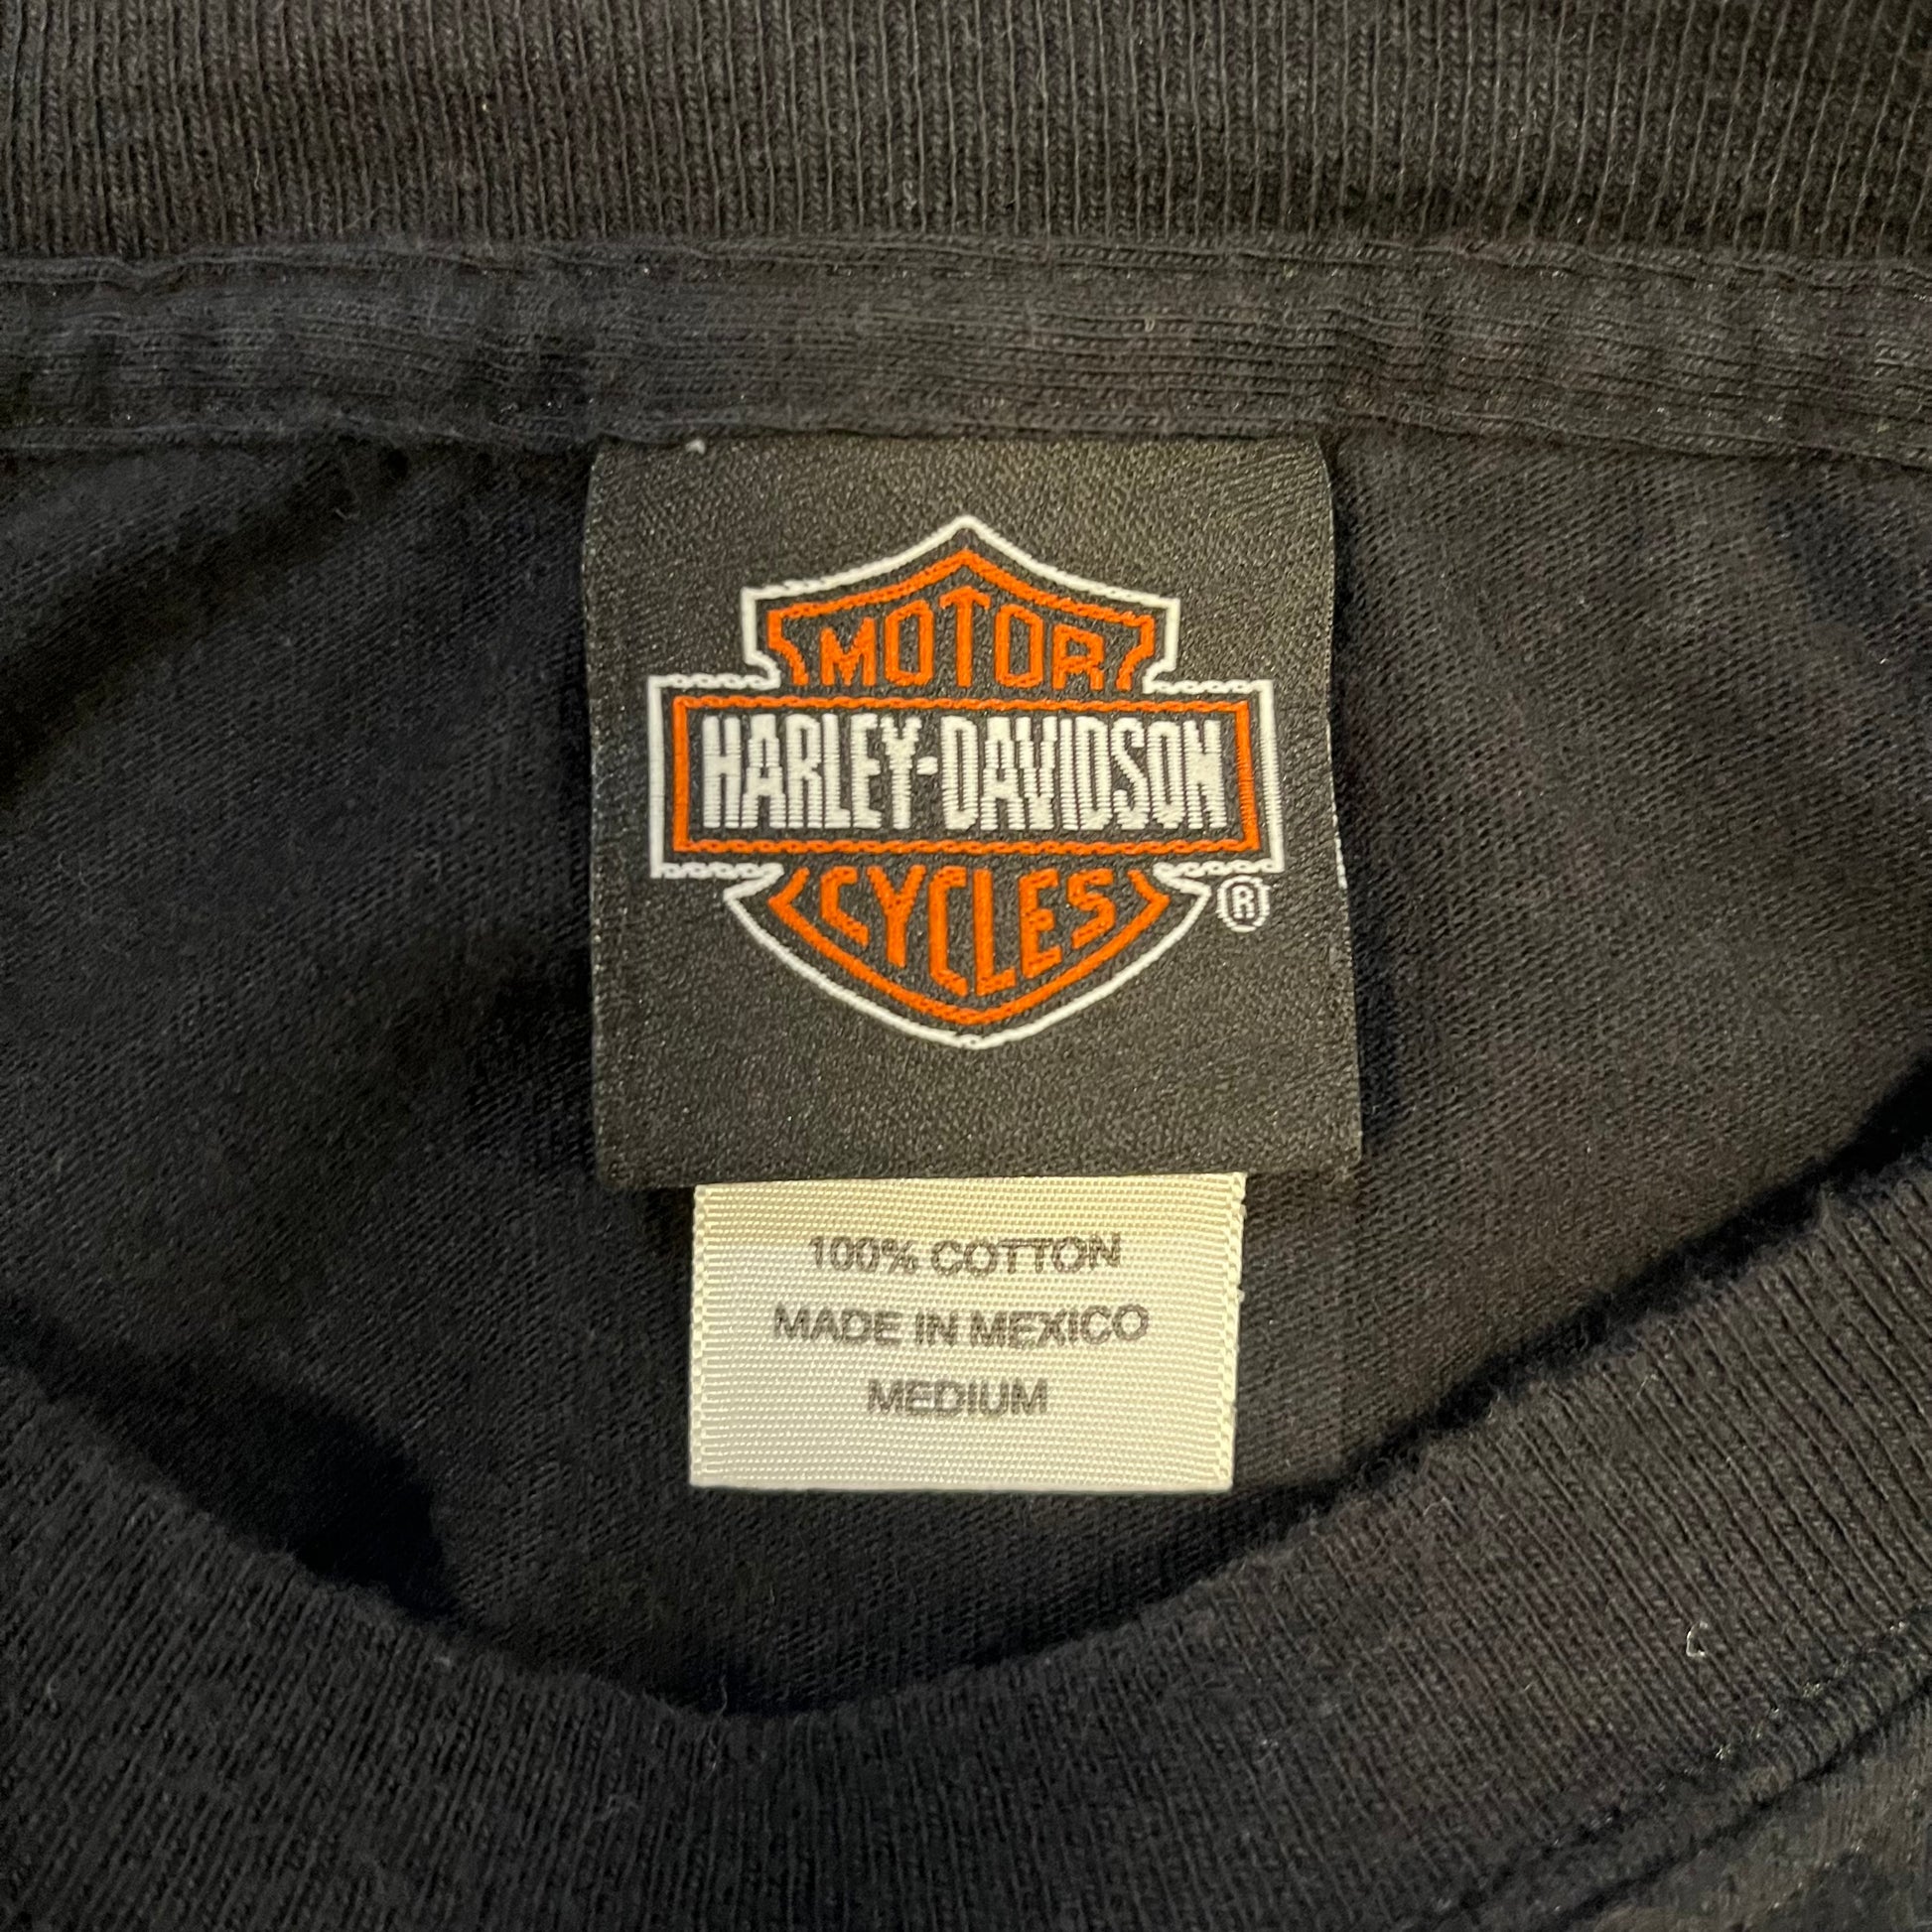 MOTOR
HARLEY-DAVIDSON
CYCLES
®
100% COTTON
MADE IN MEXICO
MEDIUM